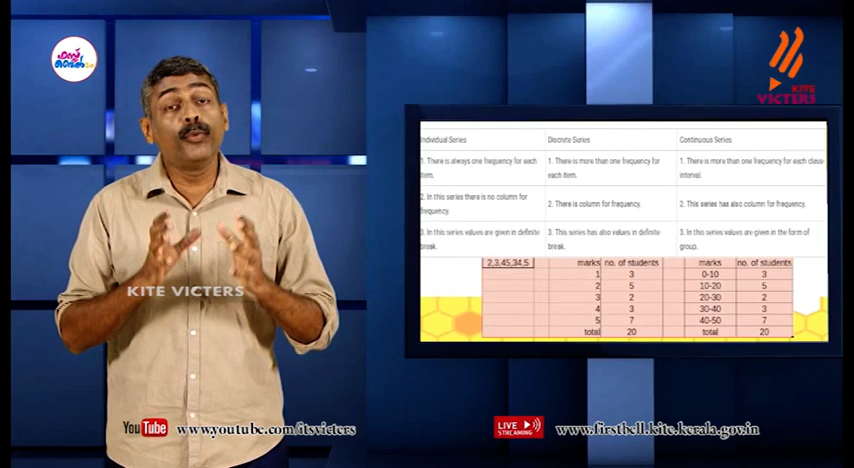 ഫസ്റ്റ്
ബെൽ 2.0
KITE
VICTERS
Individual Series Discrete Series Continuous Series
1. There is always one frequency for each item. 1. There is more than one frequency for each item. 1. There is more than one frequency for each class-interval.
2. In this series there is no column for frequency. 2. There is column for frequency. 2. This series has also column for frequency.
3. In this series values are given in definite break. 3. This series has also values in definite break. 3. In this series values are given in the form of group.
2,3,45,34,5 marks no. of students marks no. of students
1 3 0-10 3
2 5 10-20 5
3 2 20-30 2
4 3 30-40 3
5 7 40-50 7
total 20 total 20
KITE VICTERS
YouTube www.youtube.com/itsvicters
LIVE STREAMING www.firstbell.kite.kerala.gov.in